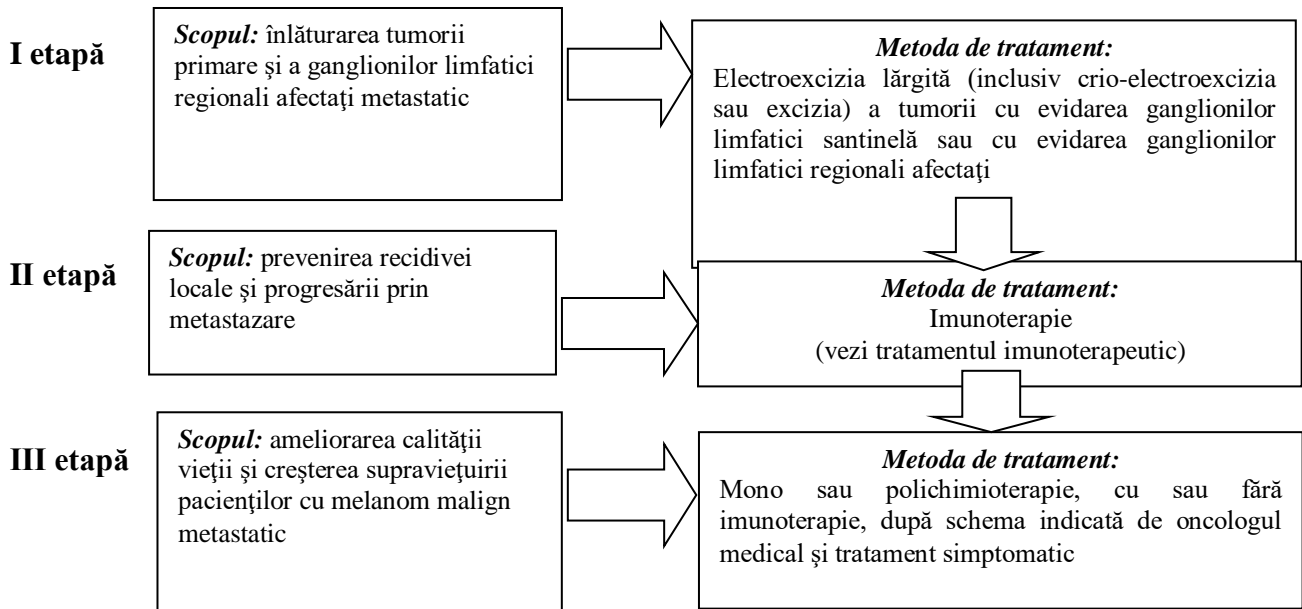 I etapă
Scopul: înlăturarea tumorii
primare şi a ganglionilor limfatici
regionali afectaţi metastatic
Metoda de tratament:
Electroexcizia lărgită (inclusiv crio-electroexcizia
sau excizia) a tumorii cu evidarea ganglionilor
limfatici santinelă sau cu evidarea ganglionilor
limfatici regionali afectaţi
II etapă
Scopul: prevenirea recidivei
locale şi progresării prin
metastazare
Metoda de tratament:
Imunoterapie
(vezi tratamentul imunoterapeutic)
III etapă
Scopul: ameliorarea calităţii
vieţii şi creşterea supravieţuirii
pacienţilor cu melanom malign
metastatic
Metoda de tratament:
Mono sau polichimioterapie, cu sau fără
imunoterapie, după schema indicată de oncologul
medical şi tratament simptomatic